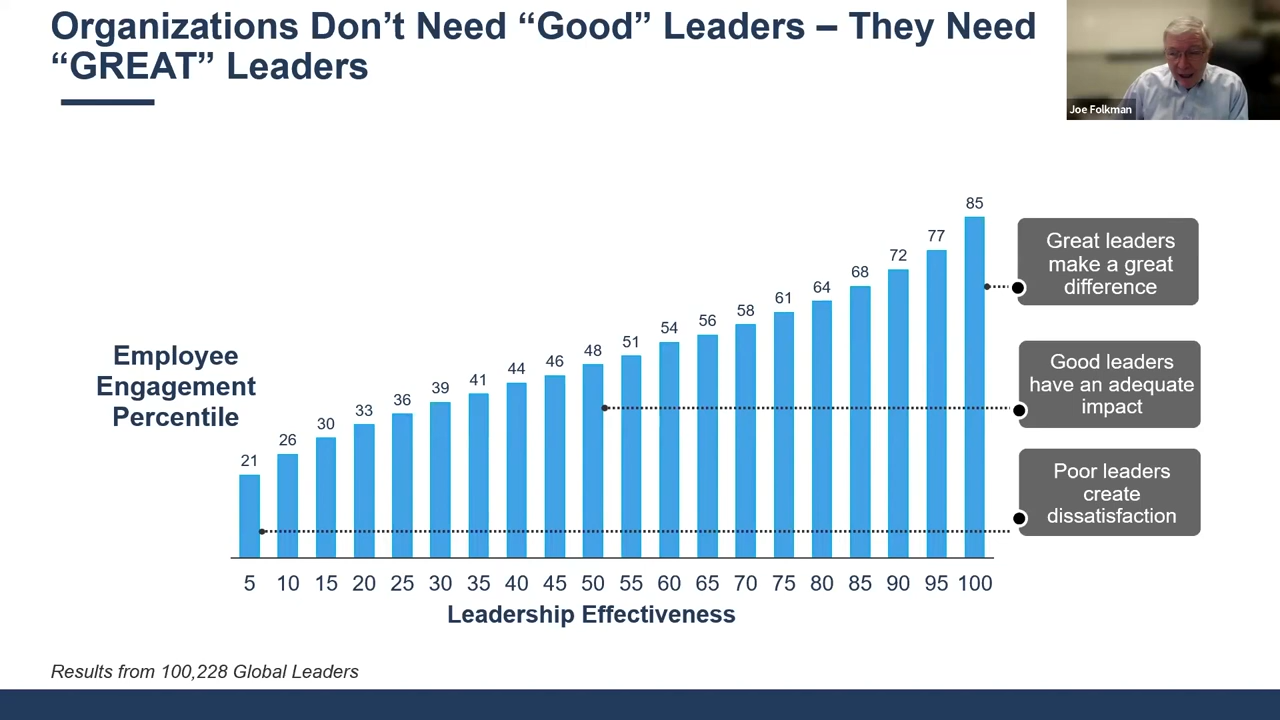 Organizations Don’t Need “Good” Leaders – They Need
“GREAT” Leaders
Joe Folkman
Employee
Engagement
Percentile
21
26
30
33
36
39
41
44
46
48
51
54
56
58
61
64
68
72
77
85
Great leaders
make a great
difference
Good leaders
have an adequate
impact
Poor leaders
create
dissatisfaction
5 10 15 20 25 30 35 40 45 50 55 60 65 70 75 80 85 90 95 100
Leadership Effectiveness
Results from 100,228 Global Leaders